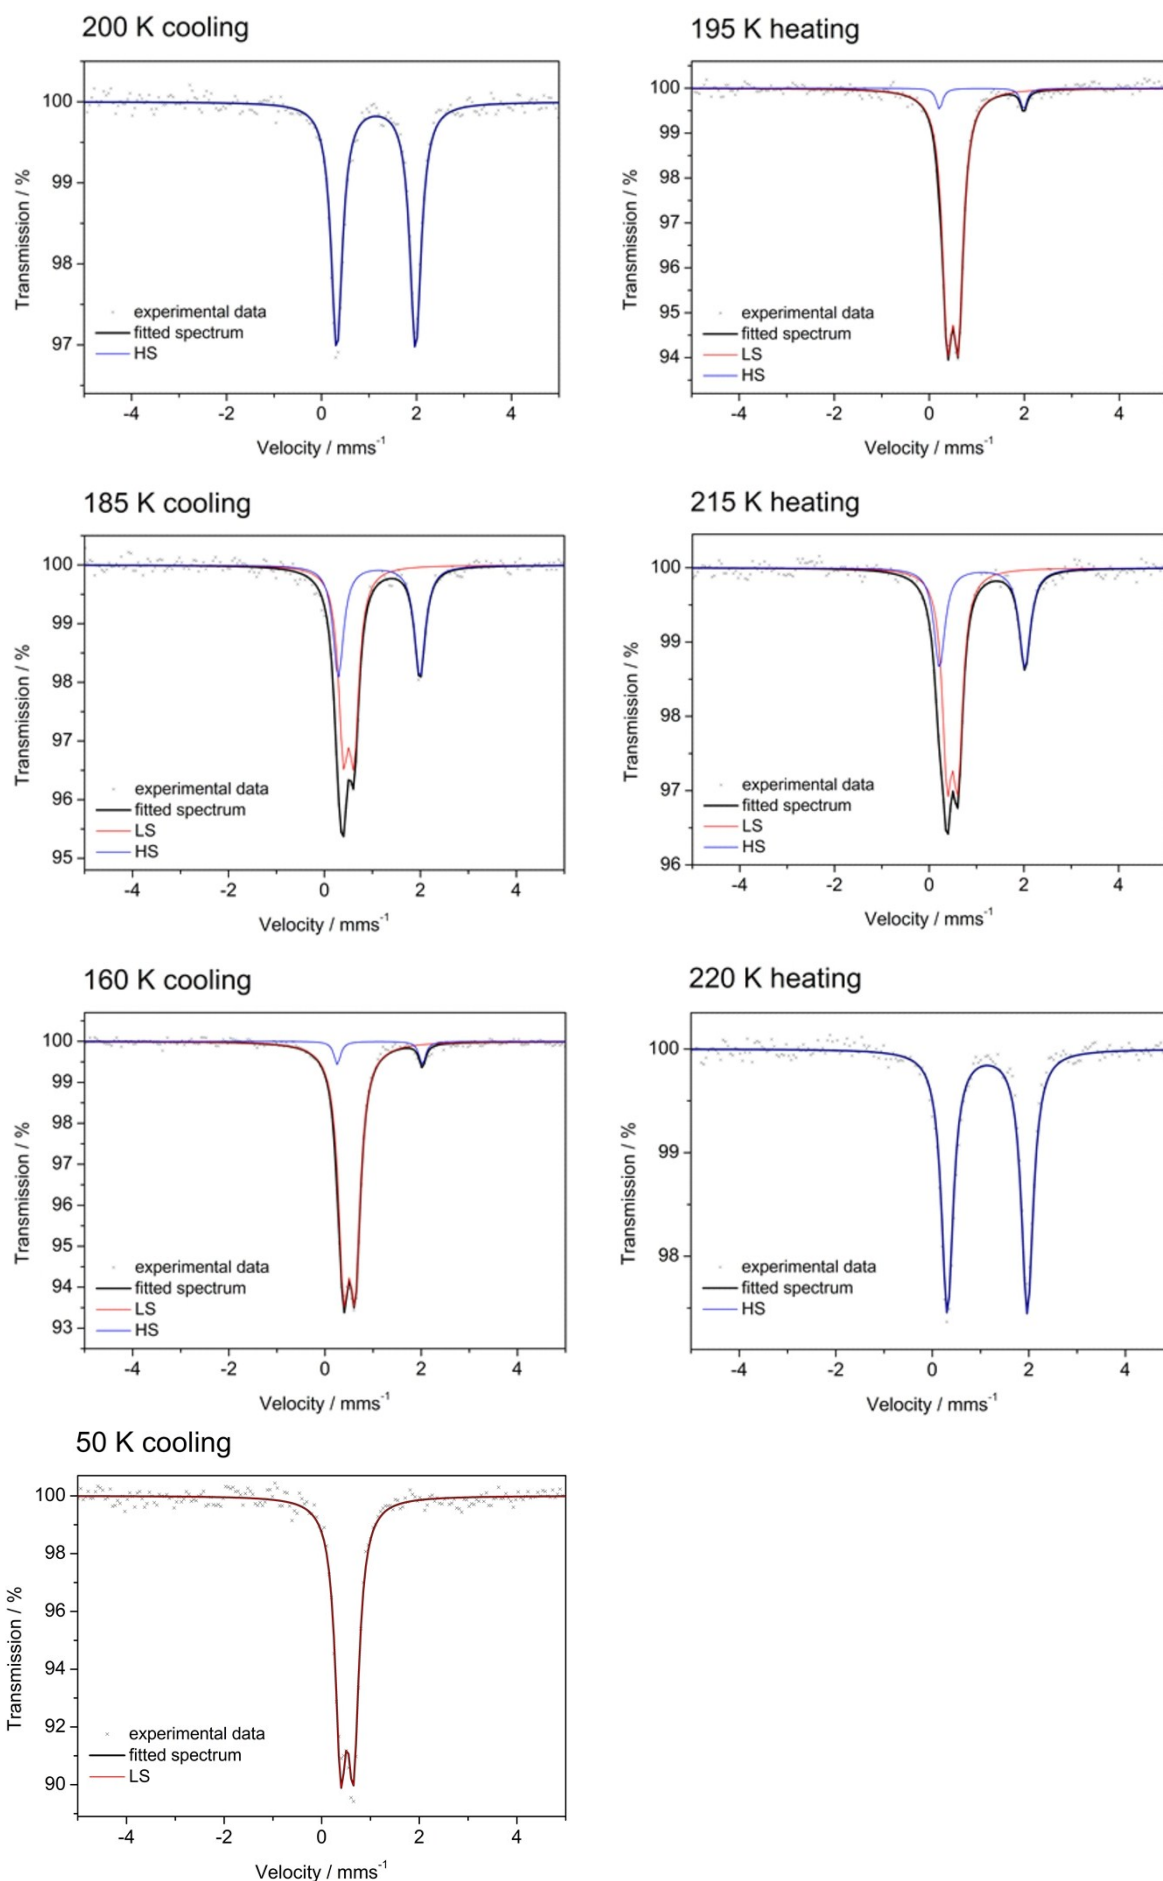 200 K cooling
100
99
98
97
Transmission / %
experimental data
fitted spectrum
HS
-4 -2 0 2 4
Velocity / mms-1
195 K heating
100
99
98
97
96
95
94
Transmission / %
experimental data
fitted spectrum
LS
HS
-4 -2 0 2 4
Velocity / mms-1
185 K cooling
100
99
98
97
96
95
Transmission / %
experimental data
fitted spectrum
LS
HS
-4 -2 0 2 4
Velocity / mms-1
215 K heating
100
99
98
97
96
Transmission / %
experimental data
fitted spectrum
LS
HS
-4 -2 0 2 4
Velocity / mms-1
160 K cooling
100
99
98
97
96
95
94
93
Transmission / %
experimental data
fitted spectrum
LS
HS
-4 -2 0 2 4
Velocity / mms-1
220 K heating
100
99
98
Transmission / %
experimental data
fitted spectrum
HS
-4 -2 0 2 4
Velocity / mms-1
50 K cooling
100
98
96
94
92
90
Transmission / %
experimental data
fitted spectrum
LS
-4 -2 0 2 4
Velocity / mms-1